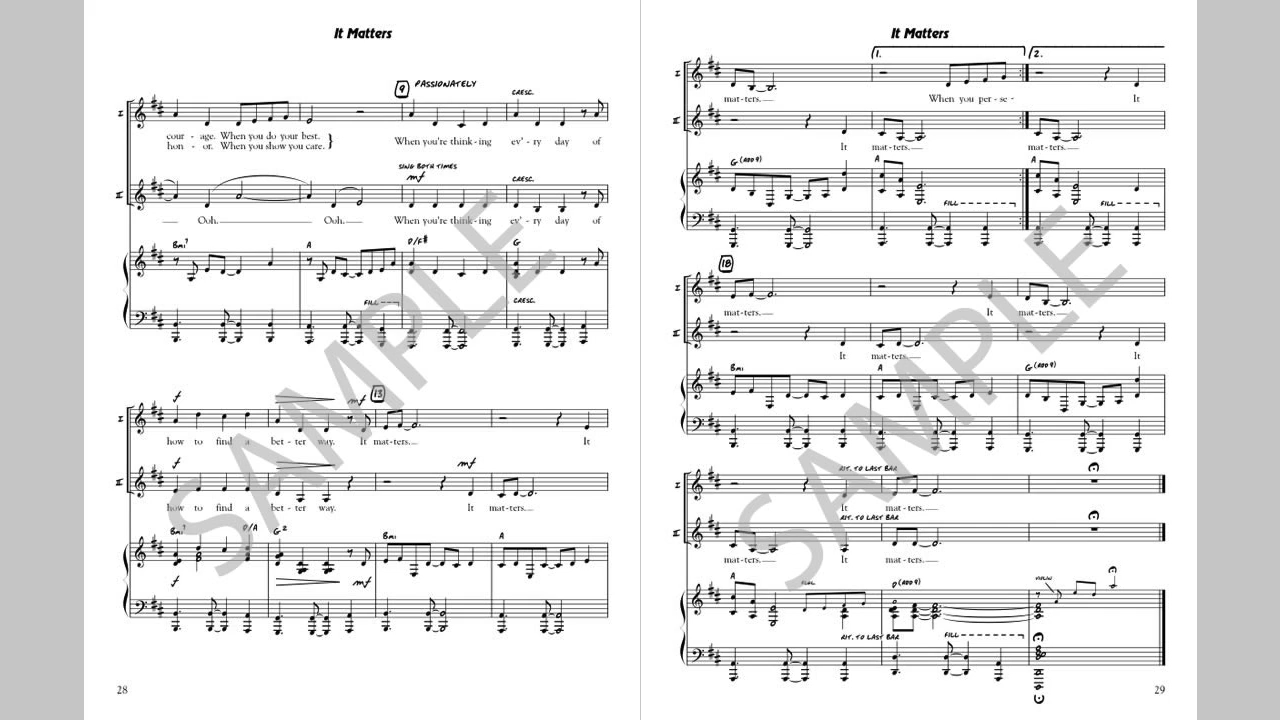 It Matters
9 PASSIONATELY
CRESC.
I
cour - age. When you do your best.
hon - or. When you show you care. } When you're think - ing ev' - ry day of
SING BOTH TIMES
mf CRESC.
II
Ooh. Ooh. When you're think - ing ev' - ry day of
Bmi7 A D/F# G
FILL CRESC.
f mf 13
I
how to find a bet - ter way. It mat - ters. It
f mf
II
how to find a bet - ter way. It mat - ters.
Bmi7 D/A G2 Bmi A
f mf
28
SAMPLE
It Matters
1. 2.
I
mat - ters. When you per - se - It
II
It mat - ters. mat - ters.
G(ADD 9) A A
FILL FILL
18
I
mat - ters. It mat - ters.
II
It mat - ters. It
Bmi A G(ADD 9)
RIT. TO LAST BAR
I
It mat - ters.
RIT. TO LAST BAR
II
mat - ters. It mat - ters.
A D(ADD 9) VIOLIN
RIT. TO LAST BAR FILL
29
SAMPLE